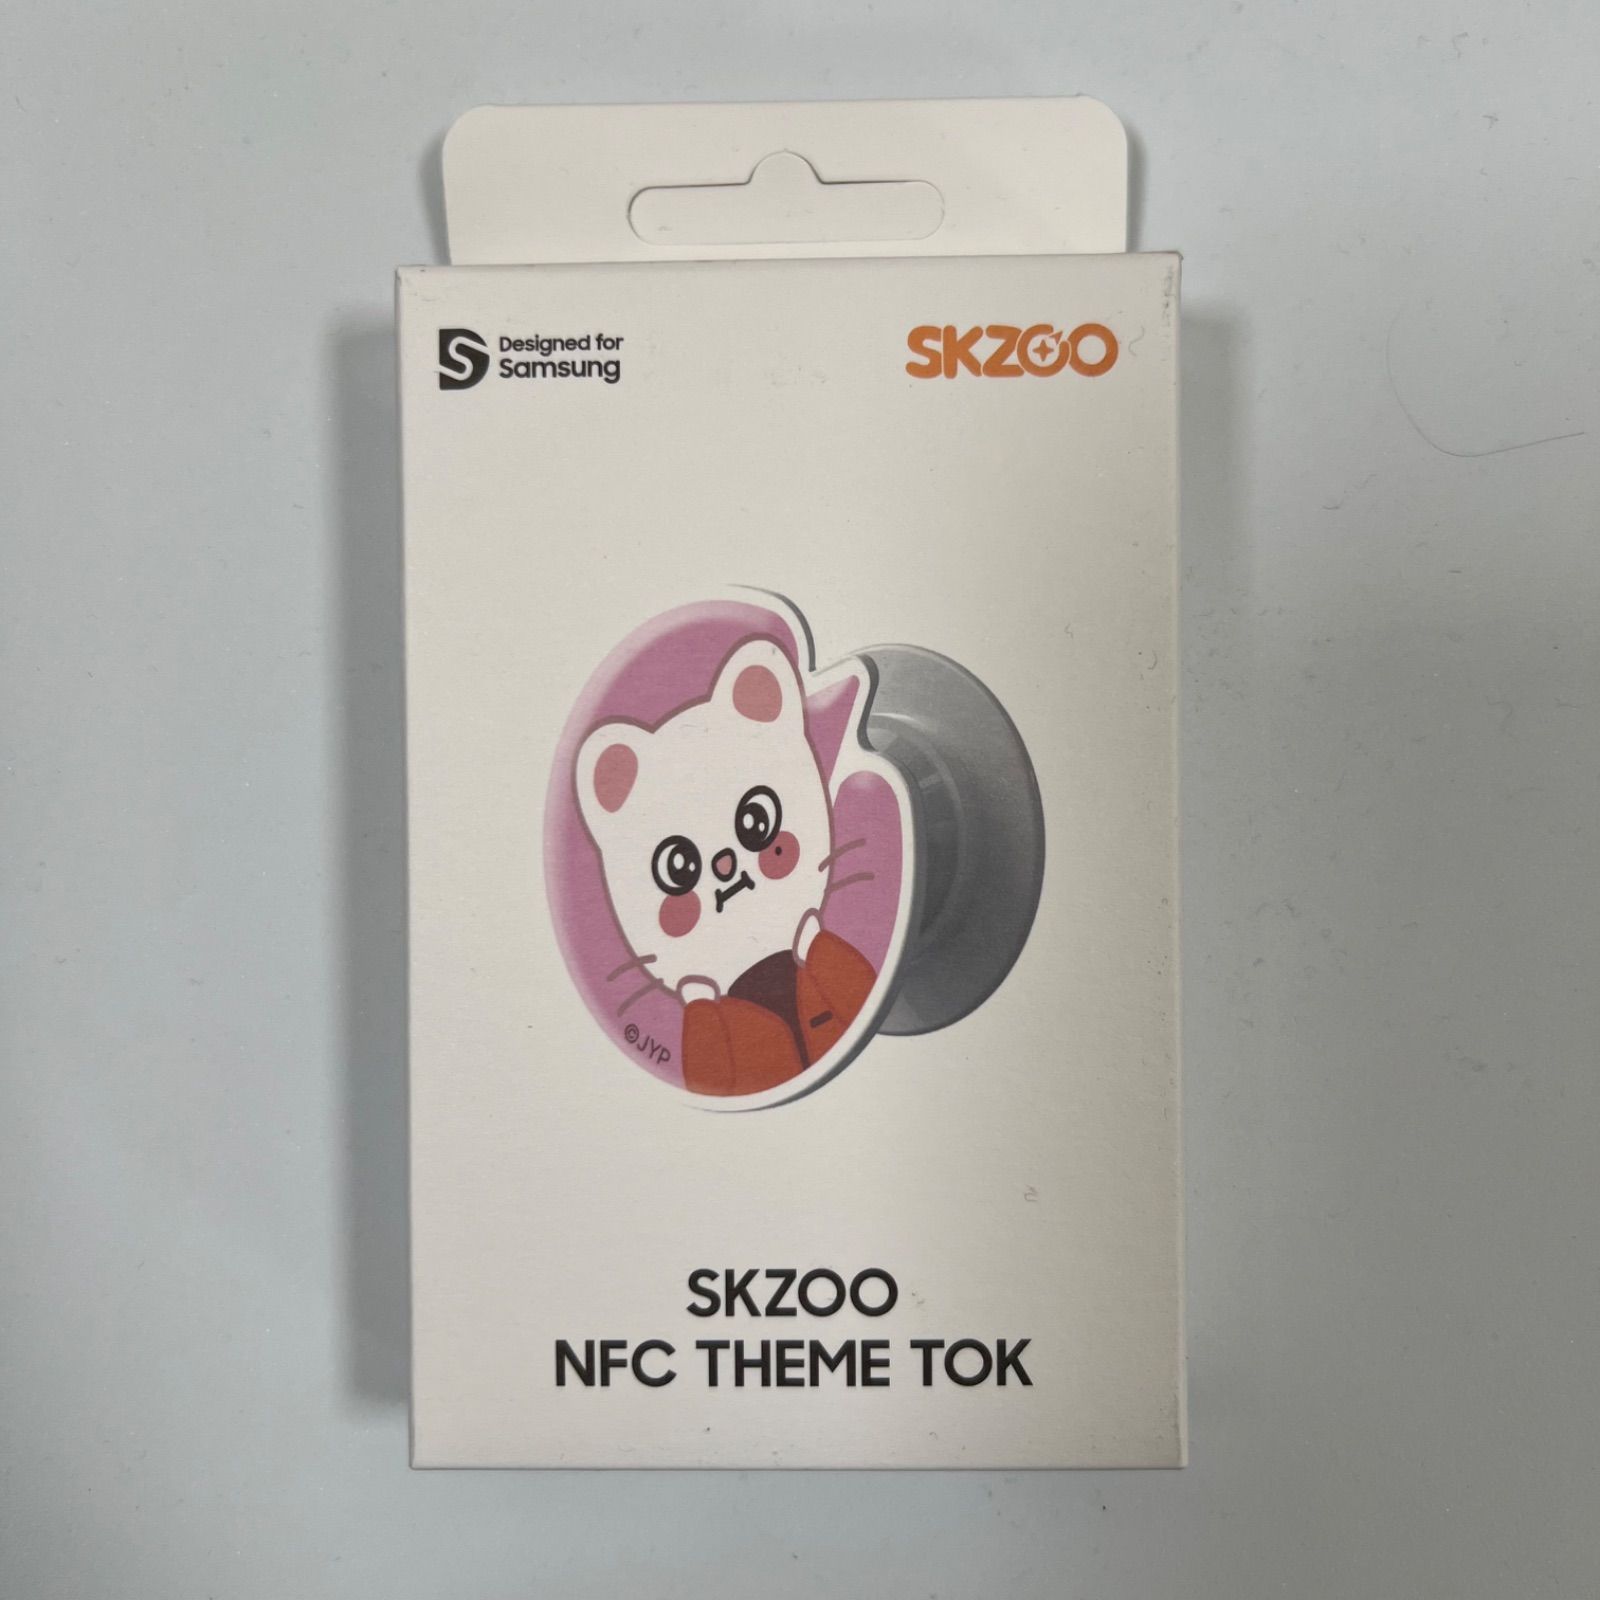 Designed for
Samsung
SKZOO
©JYP
SKZOO
NFC THEME TOK